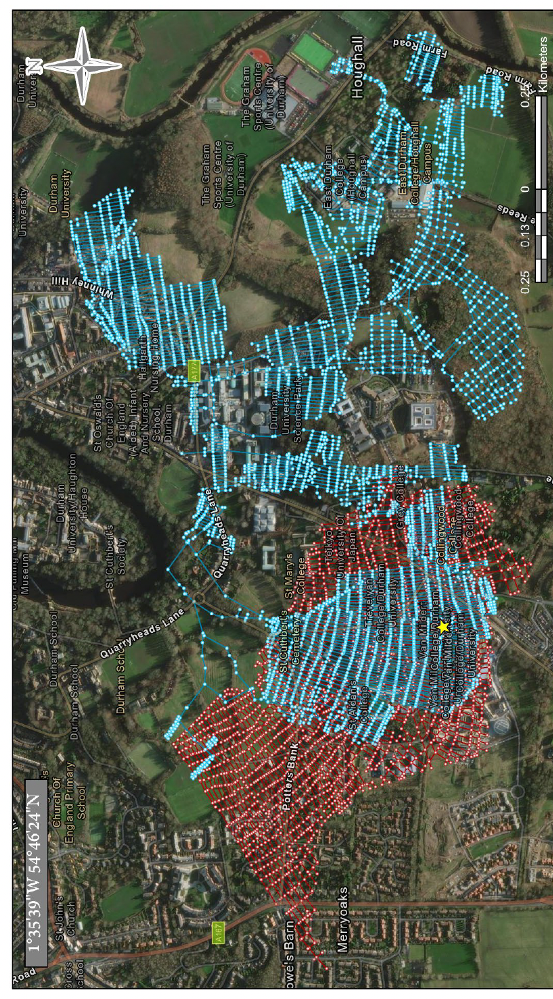 1°35'39"W 54°46'24"N
Road
Cross
School
St John's
Church
A167
owe's Barn
Merryoaks
Church Of
England Primary
School
Potters Bank
Durham School
Durham School
Durham Scho
Quarryheads Lane
Quarryheads Lane
St Cuthbert's
Cemetery
St Aidan's
College
St Mary's
College
Trevelyan
College/Durham
University
Van Mildert
University
Teikyo
University Of
Japan
Grey College
Collingwood
College
Collingwood
College
Museum
St Cuthbert's
Society
Durham
University/Haughton
House
St Oswald's
Church Of
England
(Aided) Infant
And Nursery
School,
Durham
Hallgarth
Nursing Home
A177
Durham
University
Science Park
Whinney Hill
University
Durham
University
Durham
The Graham
Sports Centre
(University of
Durham)
The Graham
Sports Centre
(University of
Durham)
East Durham
College
(Houghall
Campus)
East Durham
College/Houghall
Campus
Houghall
Farm Road
Farm Road
Reeds
N
0.25 0.13 0 0.25
Kilometers